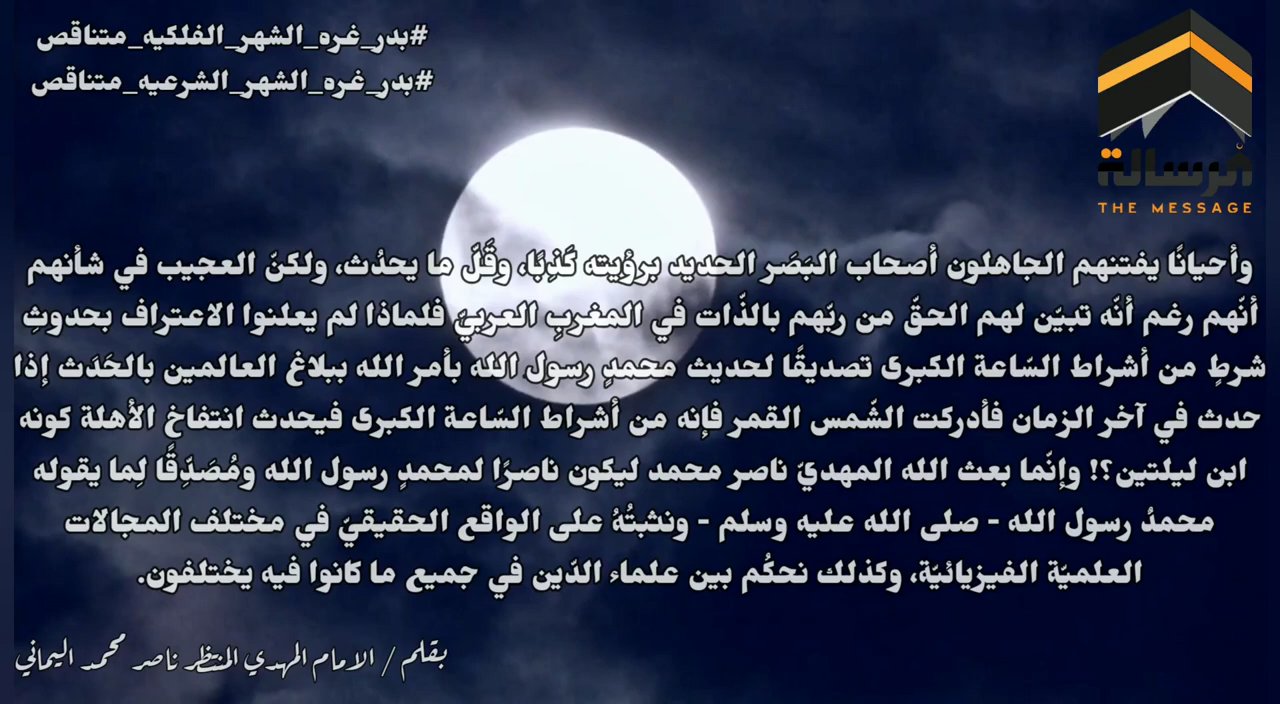 #بدر_غره_الشهر_الفلكيه_متناقص
#بدر_غره_الشهر_الشرعيه_متناقص
الرسالة
THE MESSAGE
وأحيانًا يفتنهم الجاهلون أصحاب البَصَر الحديد برؤيته كَذِبًا، وقَلّ ما يحدُث، ولكنّ العجيب في شأنهم
أنّهم رغم أنّه تبيّن لهم الحقّ من ربّهم بالذّات في المغربِ العربيّ فلماذا لم يعلنوا الاعتراف بحدوثِ
شرطٍ من أشراط السّاعة الكبرى تصديقًا لحديث محمدٍ رسول الله بأمر الله ببلاغ العالمين بالحَدَث إذا
حدث في آخر الزمان فأدركت الشّمس القمر فإنه من أشراط السّاعة الكبرى فيحدث انتفاخ الأهلة كونه
ابن ليلتين؟! وإنّما بعث الله المهديّ ناصر محمد ليكون ناصرًا لمحمدٍ رسول الله ومُصَدِّقًا لِما يقوله
محمدٌ رسول الله - صلى الله عليه وسلم - ونثبتُهُ على الواقع الحقيقيّ في مختلف المجالات
العلميّة الفيزيائيّة، وكذلك نحكُم بين علماء الدّين في جميع ما كانوا فيه يختلفون.
بقلم / الامام المهدي المنتظر ناصر محمد اليماني